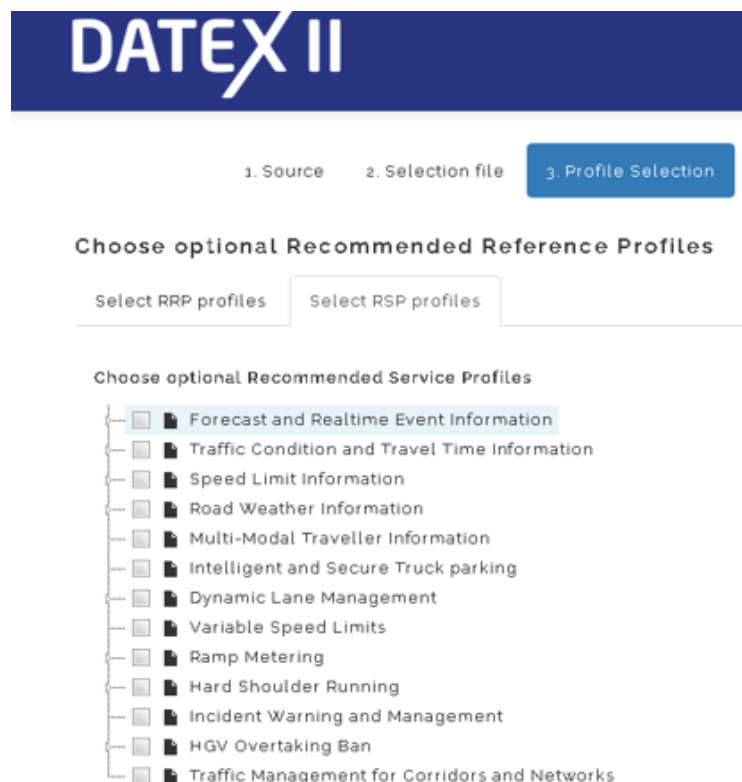 DATEX II
1. Source 2. Selection file 3. Profile Selection
Choose optional Recommended Reference Profiles
Select RRP profiles Select RSP profiles
Choose optional Recommended Service Profiles
Forecast and Realtime Event Information
Traffic Condition and Travel Time Information
Speed Limit Information
Road Weather Information
Multi-Modal Traveller Information
Intelligent and Secure Truck parking
Dynamic Lane Management
Variable Speed Limits
Ramp Metering
Hard Shoulder Running
Incident Warning and Management
HGV Overtaking Ban
Traffic Management for Corridors and Networks